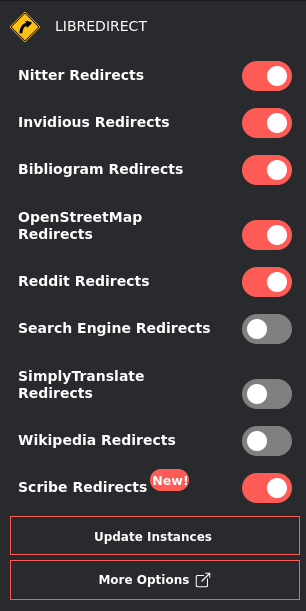 LIBREDIRECT
Nitter Redirects
Invidious Redirects
Bibliogram Redirects
OpenStreetMap
Redirects
Reddit Redirects
Search Engine Redirects
SimplyTranslate
Redirects
Wikipedia Redirects
Scribe Redirects New!
Update Instances
More Options